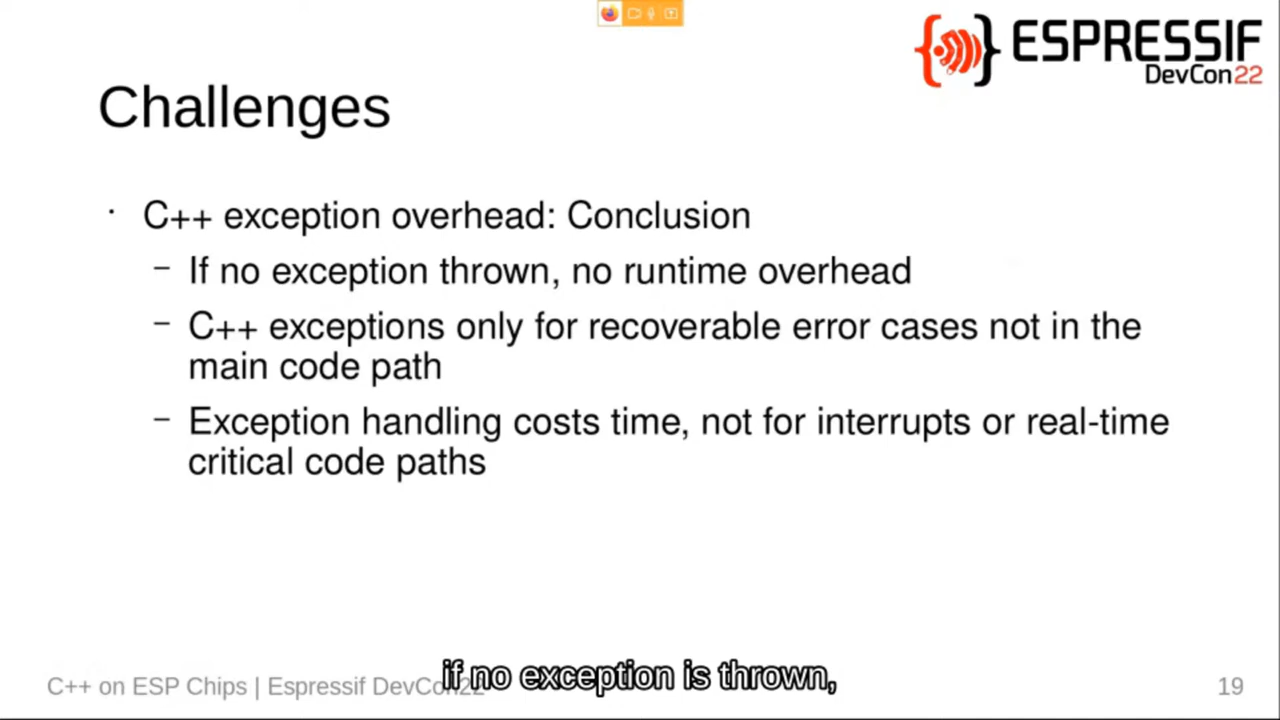 { } ESPRESSIF
DevCon22
Challenges
· C++ exception overhead: Conclusion
– If no exception thrown, no runtime overhead
– C++ exceptions only for recoverable error cases not in the
main code path
– Exception handling costs time, not for interrupts or real-time
critical code paths
if no exception is thrown,
C++ on ESP Chips | Espressif DevCon22
19